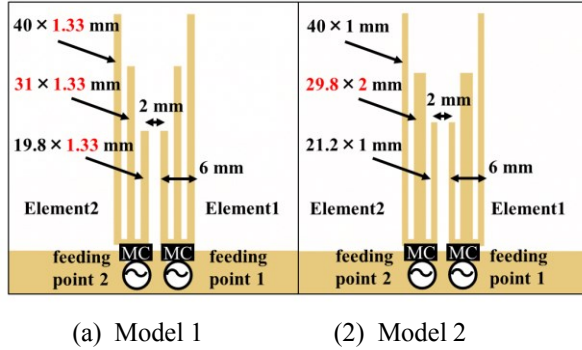 40 × 1.33 mm
31 × 1.33 mm
2 mm
19.8 × 1.33 mm
6 mm
Element2
Element1
MC MC
feeding point 2
feeding point 1
40 × 1 mm
29.8 × 2 mm
2 mm
21.2 × 1 mm
6 mm
Element2
Element1
MC MC
feeding point 2
feeding point 1
(a) Model 1
(2) Model 2